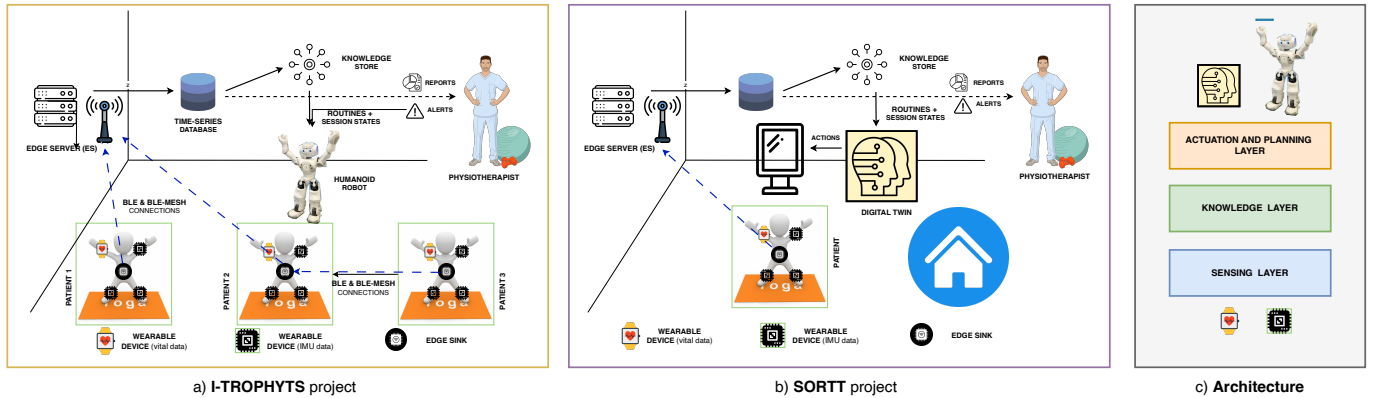 KNOWLEDGE
STORE
REPORTS
ALERTS
z
TIME-SERIES
DATABASE
ROUTINES +
SESSION STATES
EDGE SERVER (ES)
HUMANOID
ROBOT
PHYSIOTHERAPIST
BLE & BLE-MESH
CONNECTIONS
PATIENT 1
yoga
PATIENT 2
yoga
BLE & BLE-MESH
CONNECTIONS
yoga
PATIENT 3
WEARABLE
DEVICE (vital data)
WEARABLE
DEVICE (IMU data)
EDGE SINK
a) I-TROPHYTS project
KNOWLEDGE
STORE
REPORTS
ALERTS
z
ROUTINES +
SESSION STATES
EDGE SERVER (ES)
ACTIONS
DIGITAL TWIN
PHYSIOTHERAPIST
yoga
PATIENT
WEARABLE
DEVICE (vital data)
WEARABLE
DEVICE (IMU data)
EDGE SINK
b) SORTT project
ACTUATION AND PLANNING
LAYER
KNOWLEDGE LAYER
SENSING LAYER
c) Architecture